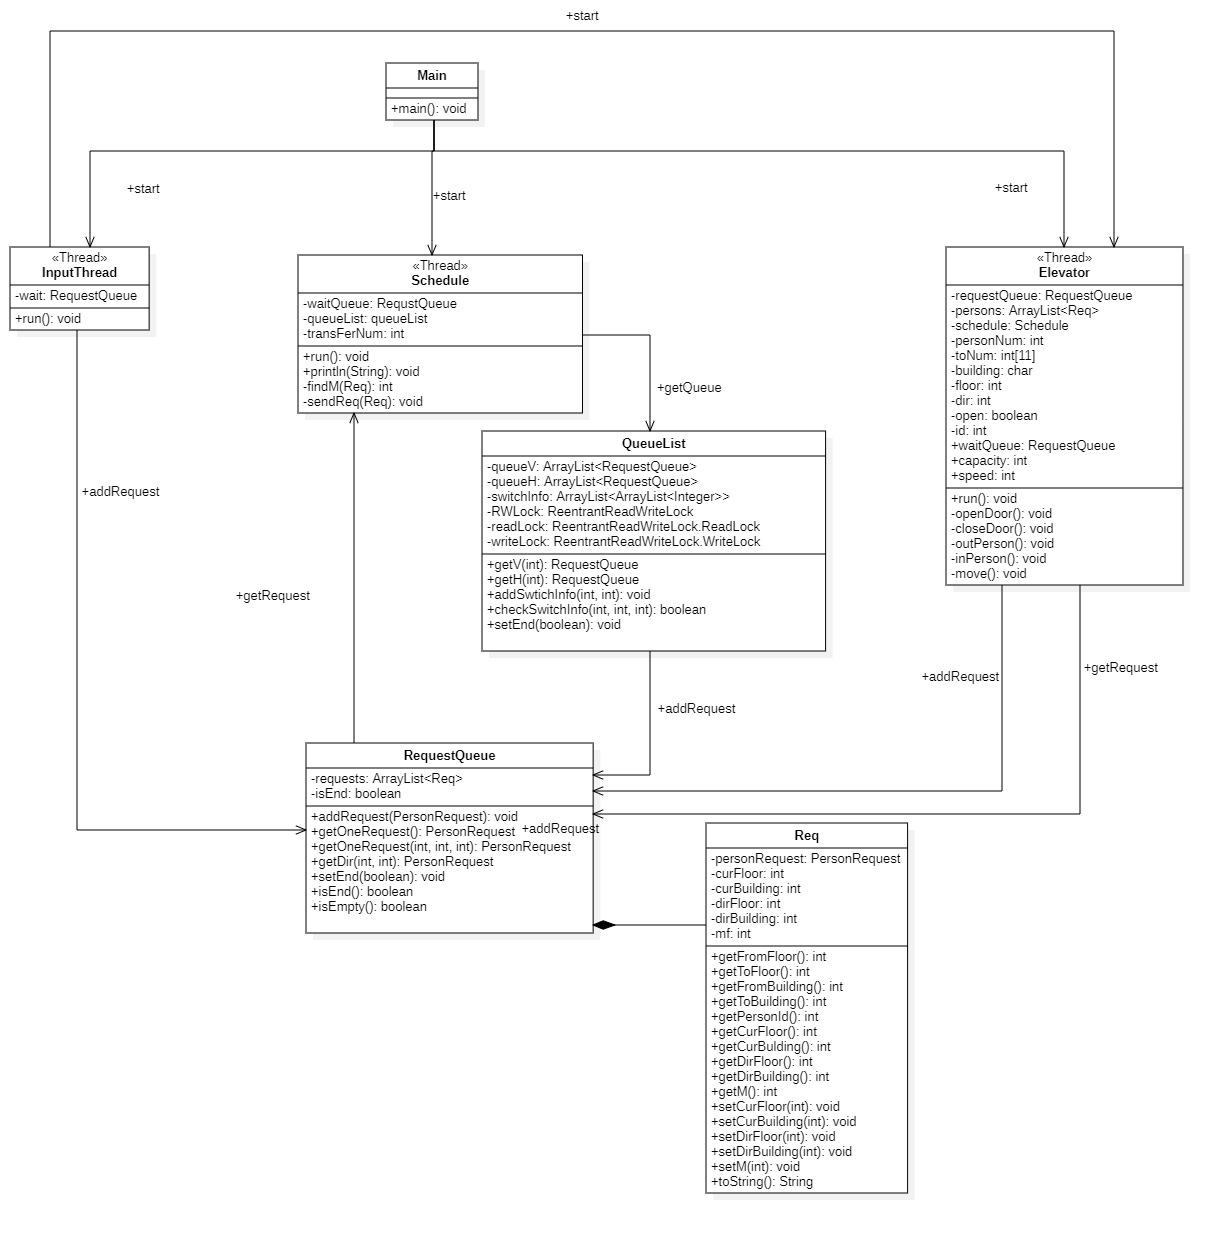 +start
Main
+main(): void
+start
+start
+start
«Thread»
InputThread
-wait: RequestQueue
+run(): void
«Thread»
Schedule
-waitQueue: RequstQueue
-queueList: queueList
-transFerNum: int
+run(): void
+println(String): void
-findM(Req): int
-sendReq(Req): void
«Thread»
Elevator
-requestQueue: RequestQueue
-persons: ArrayList<Req>
-schedule: Schedule
-personNum: int
-toNum: int[11]
-building: char
-floor: int
-dir: int
-open: boolean
-id: int
+waitQueue: RequestQueue
+capacity: int
+speed: int
+run(): void
-openDoor(): void
-closeDoor(): void
-outPerson(): void
-inPerson(): void
-move(): void
+getQueue
QueueList
-queueV: ArrayList<RequestQueue>
-queueH: ArrayList<RequestQueue>
-switchInfo: ArrayList<ArrayList<Integer>>
-RWLock: ReentrantReadWriteLock
-readLock: ReentrantReadWriteLock.ReadLock
-writeLock: ReentrantReadWriteLock.WriteLock
+getV(int): RequestQueue
+getH(int): RequestQueue
+addSwtichInfo(int, int): void
+checkSwitchInfo(int, int, int): boolean
+setEnd(boolean): void
+addRequest
+getRequest
+addRequest
+addRequest
+getRequest
RequestQueue
-requests: ArrayList<Req>
-isEnd: boolean
+addRequest(PersonRequest): void
+getOneRequest(): PersonRequest
+addRequest
+getOneRequest(int, int, int): PersonRequest
+getDir(int, int): PersonRequest
+setEnd(boolean): void
+isEnd(): boolean
+isEmpty(): boolean
Req
-personRequest: PersonRequest
-curFloor: int
-curBuilding: int
-dirFloor: int
-dirBuilding: int
-mf: int
+getFromFloor(): int
+getToFloor(): int
+getFromBuilding(): int
+getToBuilding(): int
+getPersonId(): int
+getCurFloor(): int
+getCurBulding(): int
+getDirFloor(): int
+getDirBuilding(): int
+getM(): int
+setCurFloor(int): void
+setCurBuilding(int): void
+setDirFloor(int): void
+setDirBuilding(int): void
+setM(int): void
+toString(): String